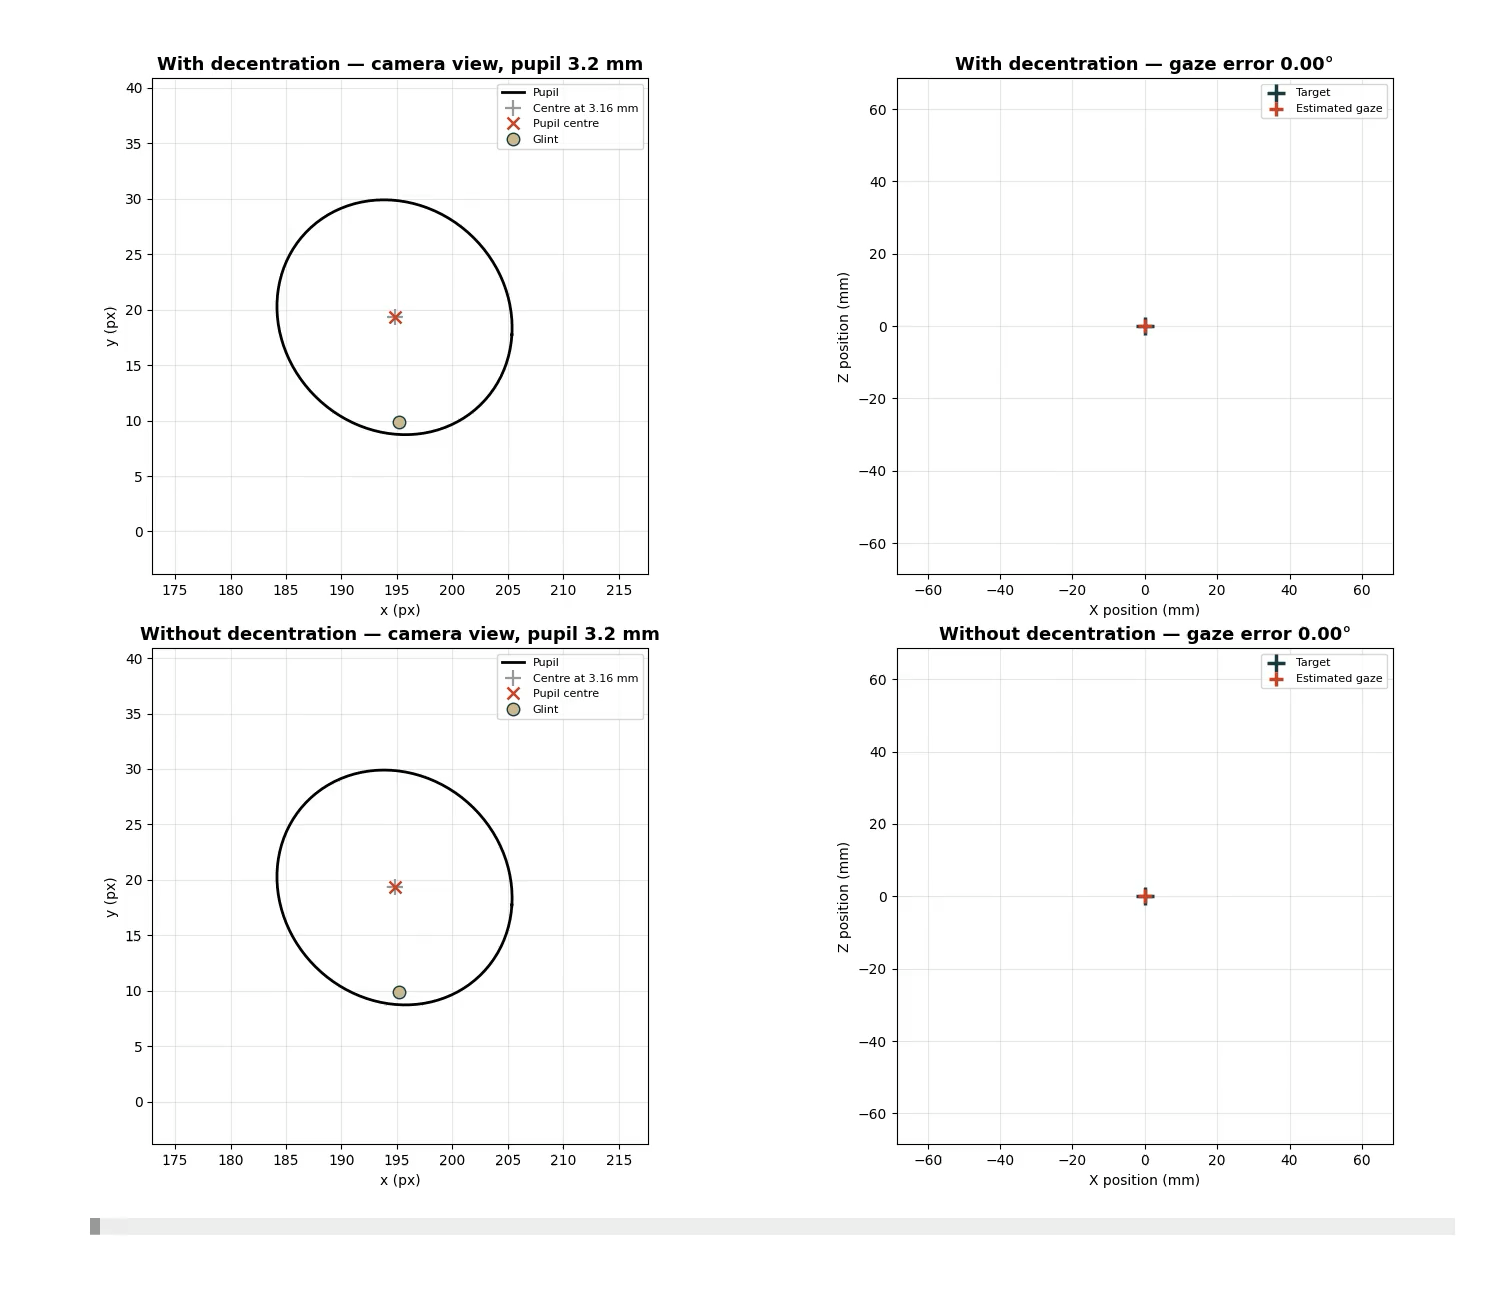 With decentration — camera view, pupil 3.2 mm
Pupil
Centre at 3.16 mm
Pupil centre
Glint
40
35
30
25
20
15
10
5
0
y (px)
175 180 185 190 195 200 205 210 215
x (px)
With decentration — gaze error 0.00°
Target
Estimated gaze
60
40
20
0
−20
−40
−60
Z position (mm)
−60 −40 −20 0 20 40 60
X position (mm)
Without decentration — camera view, pupil 3.2 mm
Pupil
Centre at 3.16 mm
Pupil centre
Glint
40
35
30
25
20
15
10
5
0
y (px)
175 180 185 190 195 200 205 210 215
x (px)
Without decentration — gaze error 0.00°
Target
Estimated gaze
60
40
20
0
−20
−40
−60
Z position (mm)
−60 −40 −20 0 20 40 60
X position (mm)